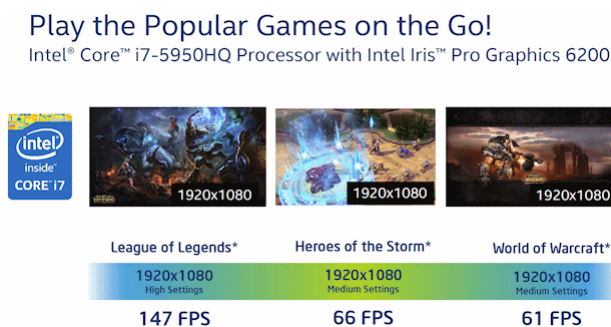 Play the Popular Games on the Go!
Intel® Core™ i7-5950HQ Processor with Intel Iris™ Pro Graphics 6200
intel®
inside™
CORE™ i7
1920x1080
1920x1080
1920x1080
League of Legends*
Heroes of the Storm*
World of Warcraft*
1920x1080
High Settings
1920x1080
Medium Settings
1920x1080
Medium Settings
147 FPS
66 FPS
61 FPS